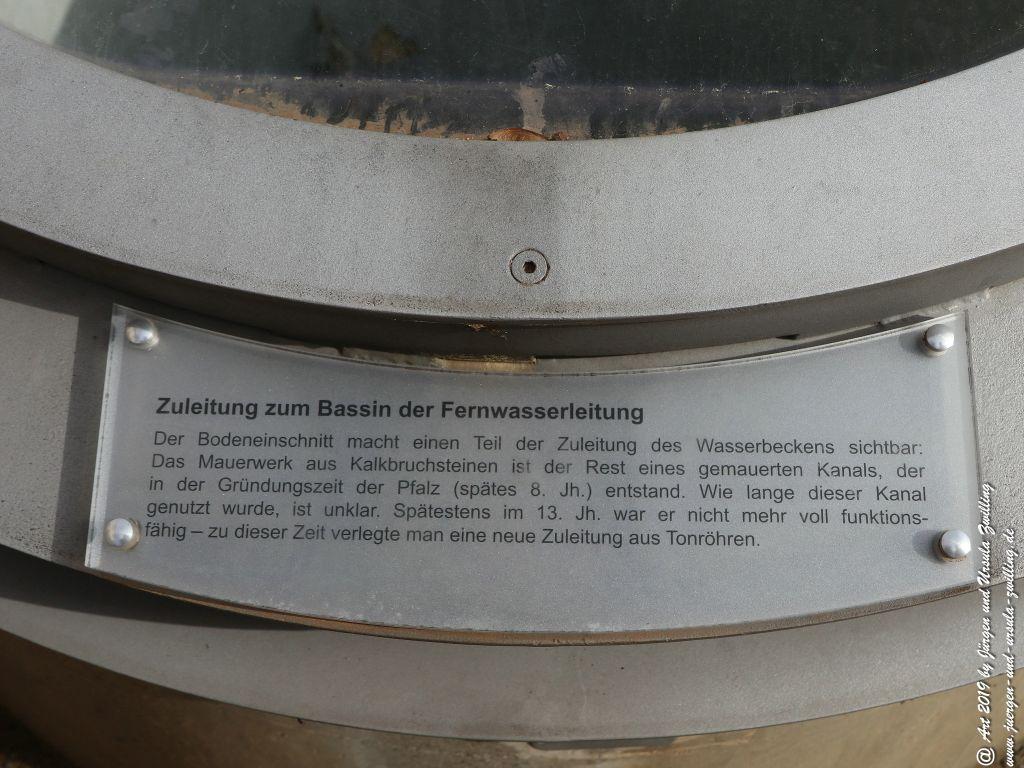 Zuleitung zum Bassin der Fernwasserleitung
Der Bodeneinschnitt macht einen Teil der Zuleitung des Wasserbeckens sichtbar:
Das Mauerwerk aus Kalkbruchsteinen ist der Rest eines gemauerten Kanals, der
in der Gründungszeit der Pfalz (spätes 8. Jh.) entstand. Wie lange dieser Kanal
genutzt wurde, ist unklar. Spätestens im 13. Jh. war er nicht mehr voll funktions-
fähig – zu dieser Zeit verlegte man eine neue Zuleitung aus Tonröhren.
@ Art 2019 by Jürgen und Ursula Zwilling
www.juergen-und-ursula-zwilling.de